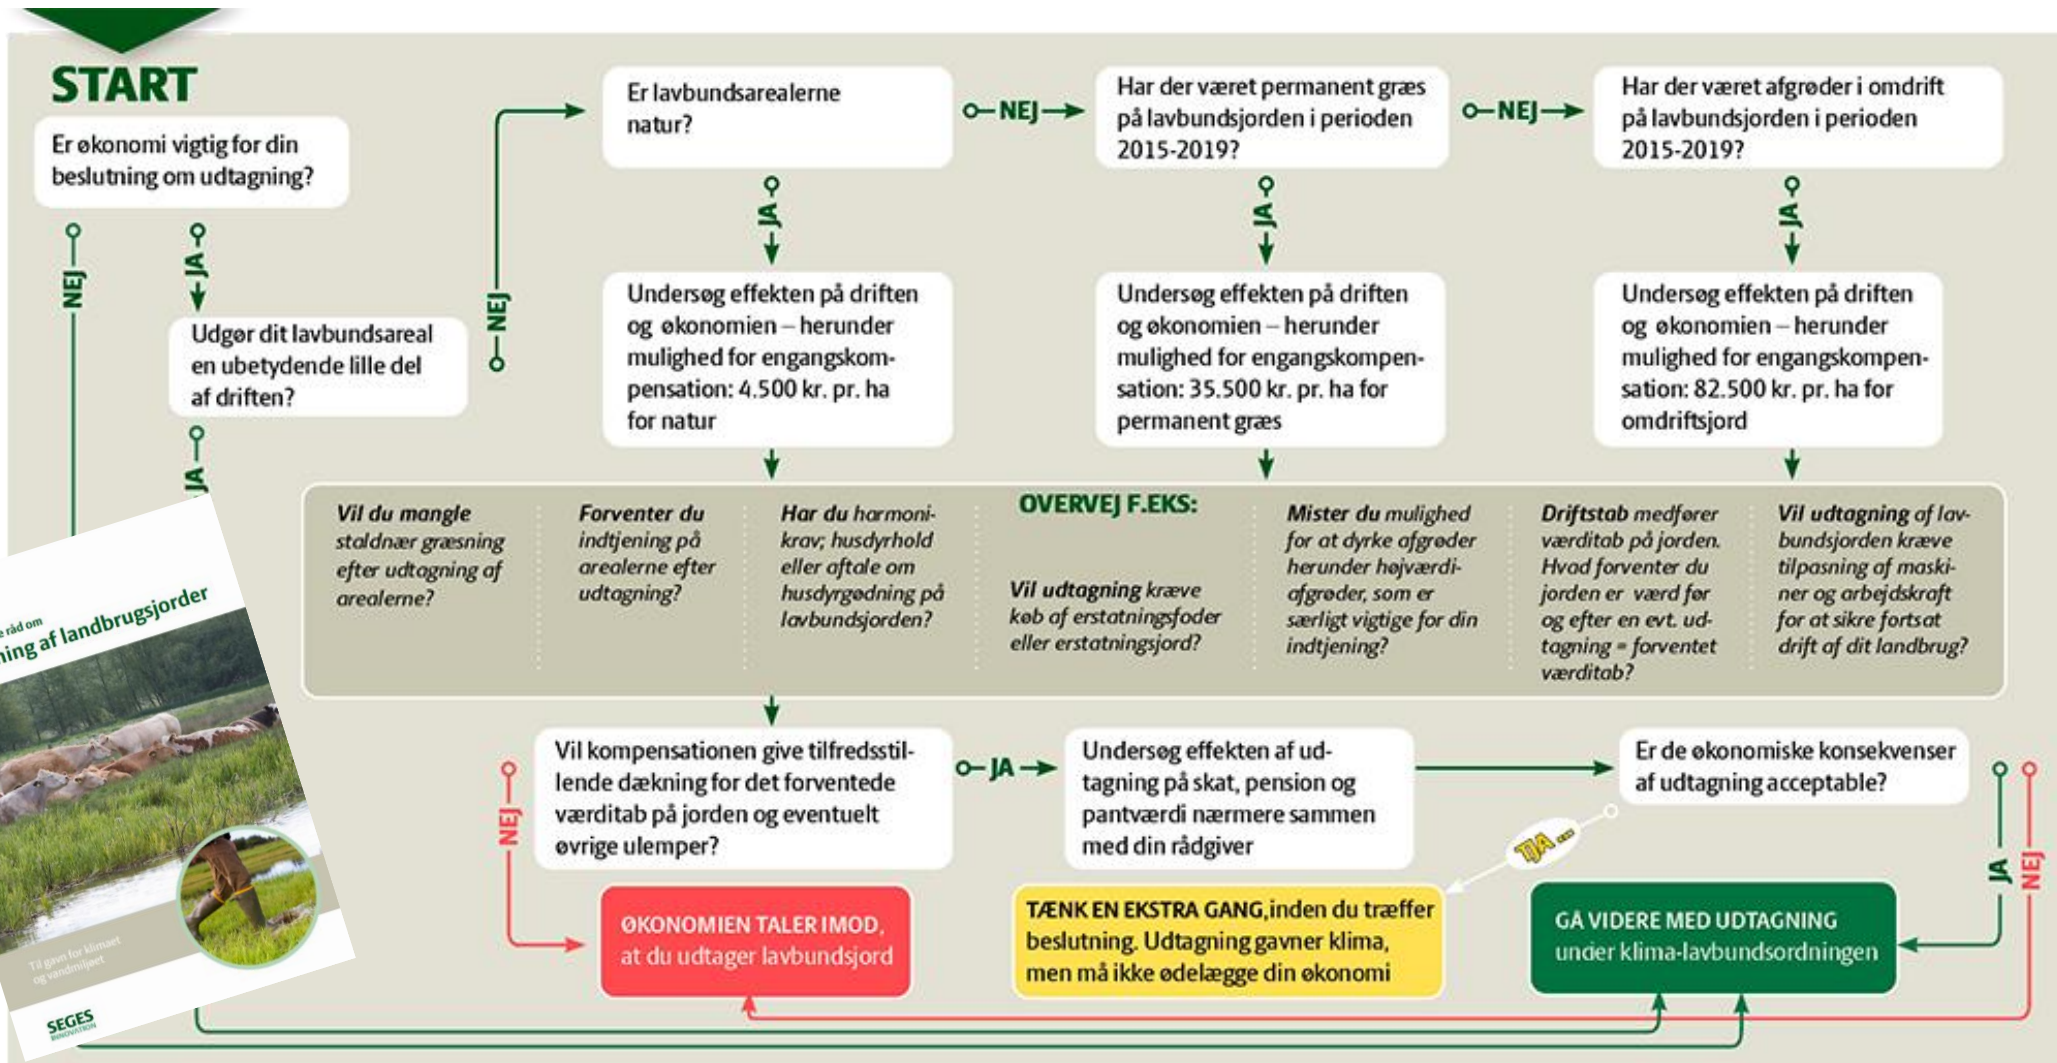 START
Er økonomi vigtig for din
beslutning om udtagning?
NEJ
JA
Udgør dit lavbundsareal
en ubetydende lille del
af driften?
NEJ
JA
Er lavbundsarealerne
natur?
NEJ
JA
Har der været permanent græs
på lavbundsjorden i perioden
2015-2019?
NEJ
JA
Har der været afgrøder i omdrift
på lavbundsjorden i perioden
2015-2019?
JA
Undersøg effekten på driften
og økonomien – herunder
mulighed for engangskom-
pensation: 4.500 kr. pr. ha
for natur
Undersøg effekten på driften
og økonomien – herunder
mulighed for engangskompen-
sation: 35.500 kr. pr. ha for
permanent græs
Undersøg effekten på driften
og økonomien – herunder
mulighed for engangskompen-
sation: 82.500 kr. pr. ha for
omdriftsjord
OVERVEJ F.EKS:
Vil du mangle
staldnær græsning
efter udtagning af
arealerne?
Forventer du
indtjening på
arealerne efter
udtagning?
Har du harmoni-
krav; husdyrhold
eller aftale om
husdyrgødning på
lavbundsjorden?
Vil udtagning kræve
køb af erstatningsfoder
eller erstatningsjord?
Mister du mulighed
for at dyrke afgrøder
herunder højværdi-
afgrøder, som er
særligt vigtige for din
indtjening?
Driftstab medfører
værditab på jorden.
Hvad forventer du
jorden er værd før
og efter en evt. ud-
tagning = forventet
værditab?
Vil udtagning af lav-
bundsjorden kræve
tilpasning af maski-
ner og arbejdskraft
for at sikre fortsat
drift af dit landbrug?
Vil kompensationen give tilfredsstil-
lende dækning for det forventede
værditab på jorden og eventuelt
øvrige ulemper?
NEJ
JA
Undersøg effekten af ud-
tagning på skat, pension og
pantværdi nærmere sammen
med din rådgiver
Er de økonomiske konsekvenser
af udtagning acceptable?
TJA ...
JA
NEJ
ØKONOMIEN TALER IMOD,
at du udtager lavbundsjord
TÆNK EN EKSTRA GANG, inden du træffer
beslutning. Udtagning gavner klima,
men må ikke ødelægge din økonomi
GÅ VIDERE MED UDTAGNING
under klima-lavbundsordningen
råd om
ning af landbrugsjorder
Til gavn for klimaet
og vandmiljøet
SEGES
INNOVATION